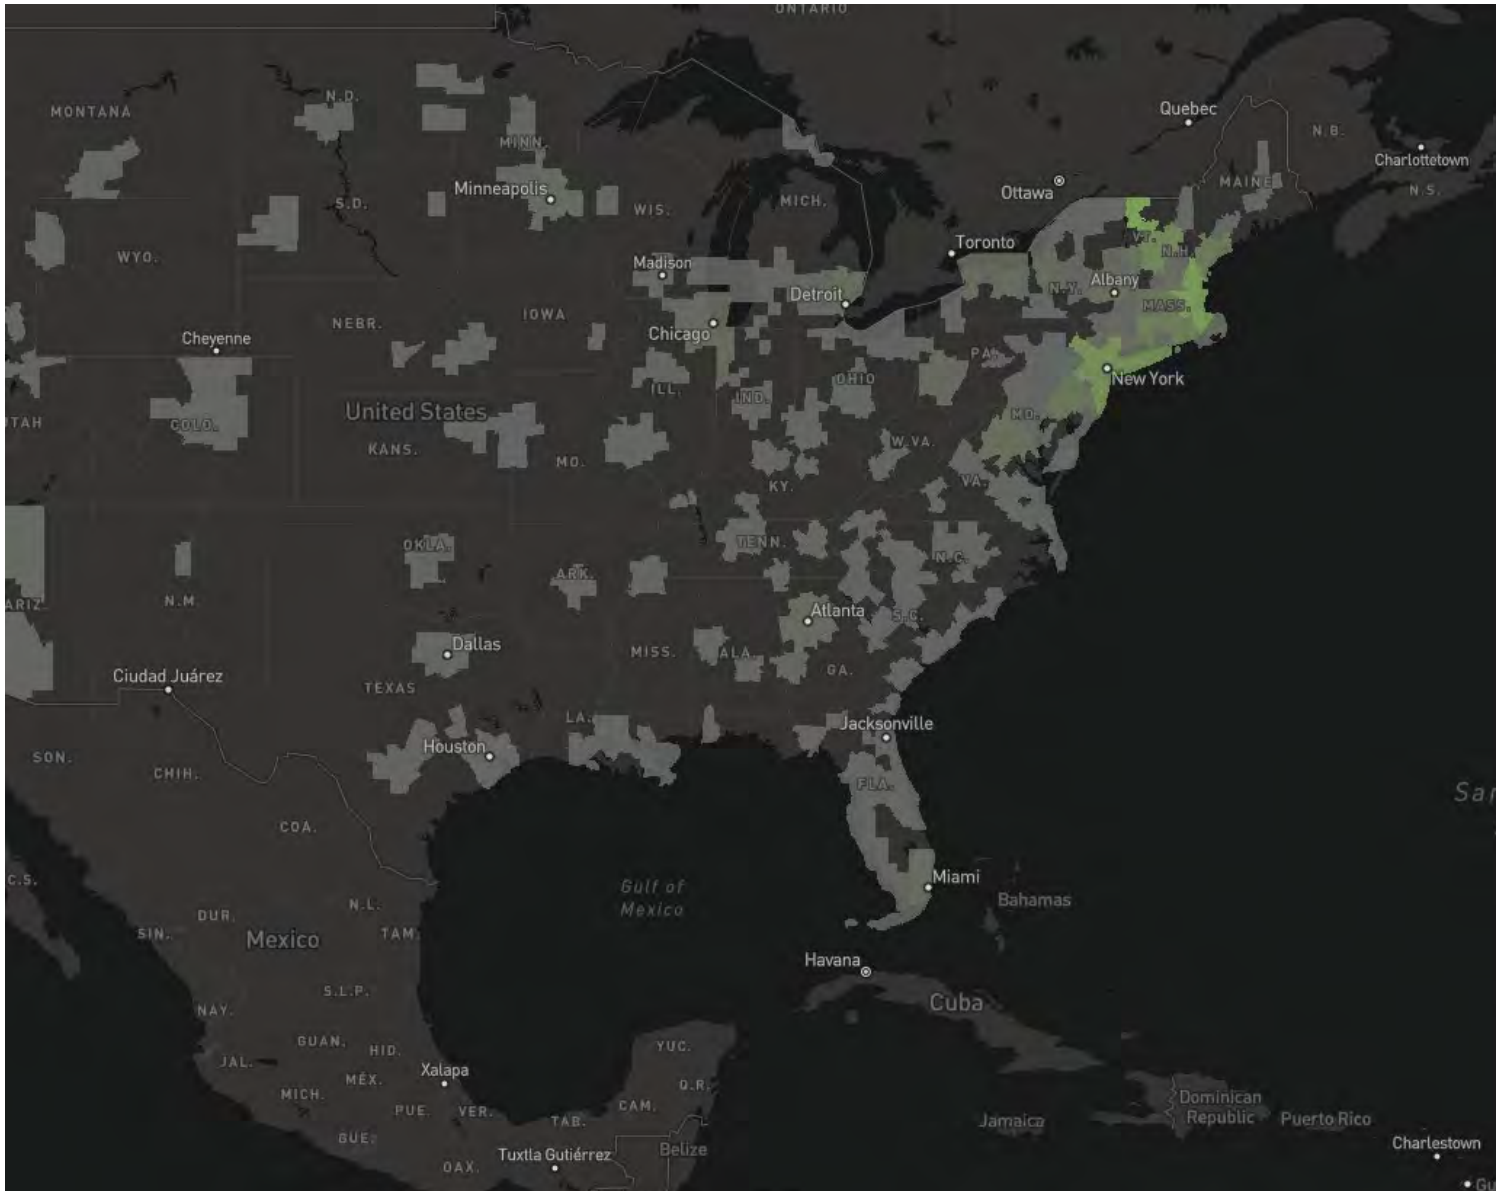 ONTARIO
MONTANA
N.D.
Quebec
N.B.
MINN.
Charlottetown
Minneapolis
Ottawa
MAINE
N.S.
S.D.
WIS.
MICH.
WYO.
Toronto
VT.
N.H.
Madison
Albany
N.Y.
Detroit
MASS.
IOWA
NEBR.
Cheyenne
Chicago
PA.
New York
ILL.
IND.
OHIO
United States
UTAH
COLO.
MD.
KANS.
W.VA.
MO.
KY.
VA.
OKLA.
TENN.
N.C.
ARK.
ARIZ.
N.M.
Atlanta
S.C.
Dallas
MISS.
ALA.
GA.
Ciudad Juárez
TEXAS
LA.
Jacksonville
Houston
SON.
CHIH.
FLA.
Sar
COA.
C.S.
Miami
Gulf of
Mexico
Bahamas
DUR.
N.L.
SIN.
Mexico
TAM.
Havana
S.L.P.
Cuba
NAY.
GUAN.
HID.
YUC.
JAL.
Xalapa
MÉX.
Q.R.
MICH.
PUE.
VER.
CAM.
TAB.
Dominican
Republic
Jamaica
Puerto Rico
GUE.
Belize
Charlestown
Tuxtla Gutiérrez
OAX.
Gu